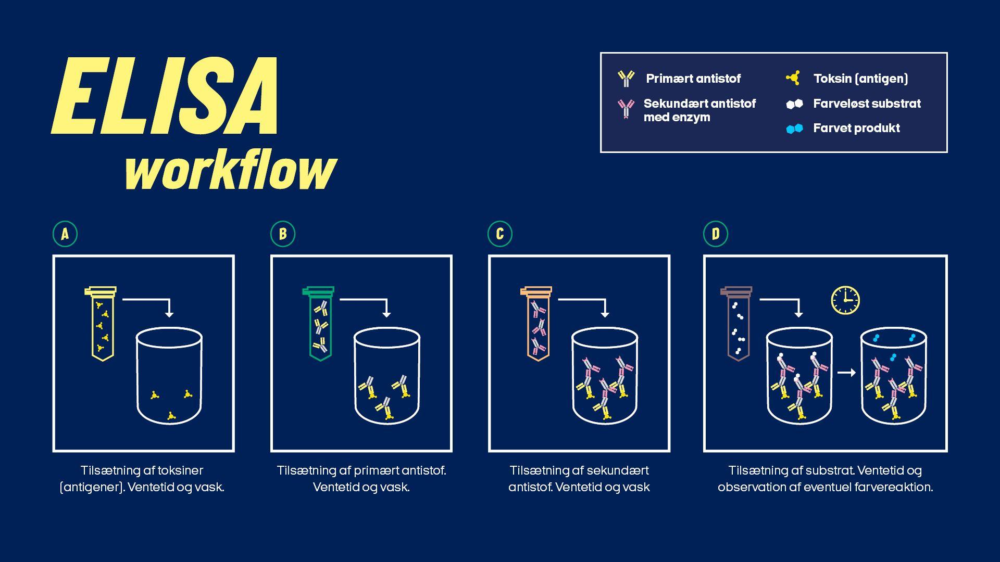 ELISA
workflow
Primært antistof
Sekundært antistof
med enzym
Toksin (antigen)
Farveløst substrat
Farvet produkt
A
B
C
D
Tilsætning af toksiner
(antigener). Ventetid og vask.
Tilsætning af primært antistof.
Ventetid og vask.
Tilsætning af sekundært
antistof. Ventetid og vask
Tilsætning af substrat. Ventetid og
observation af eventuel farvereaktion.